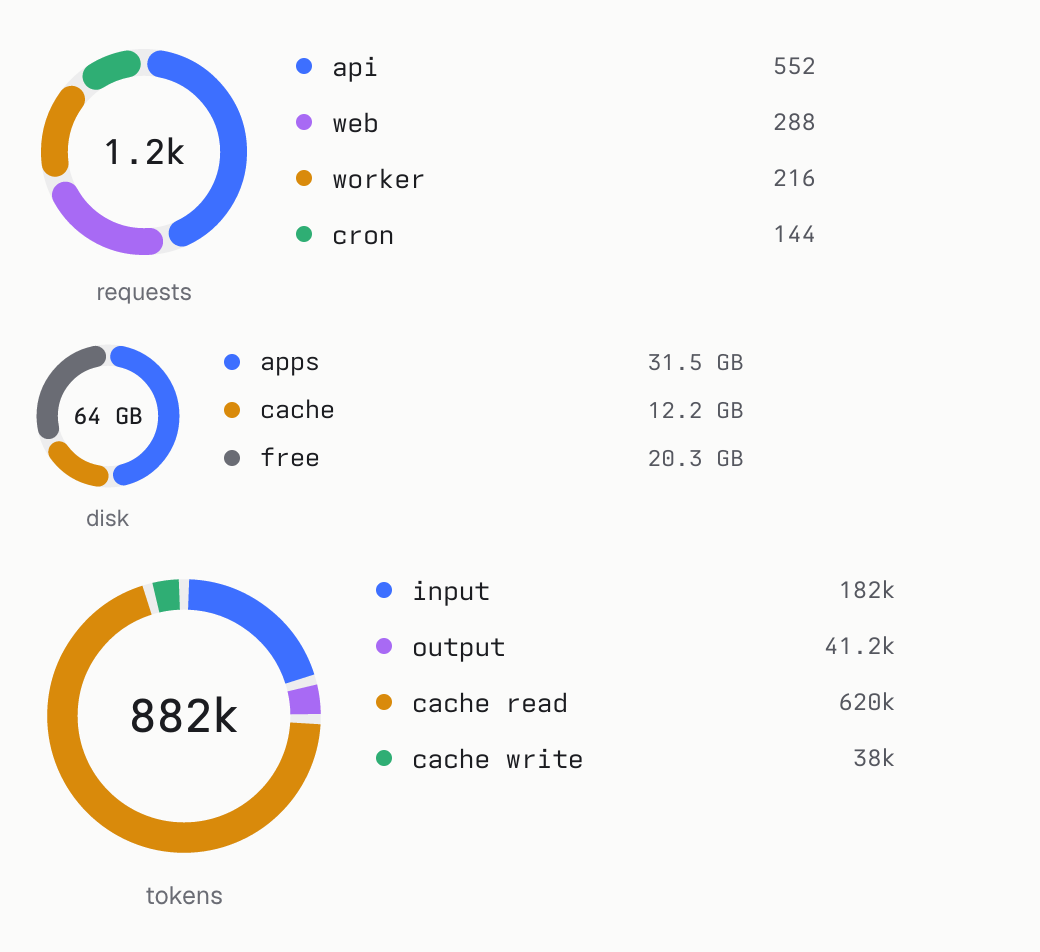 1.2k
requests
api 552
web 288
worker 216
cron 144
64 GB
disk
apps 31.5 GB
cache 12.2 GB
free 20.3 GB
882k
tokens
input 182k
output 41.2k
cache read 620k
cache write 38k